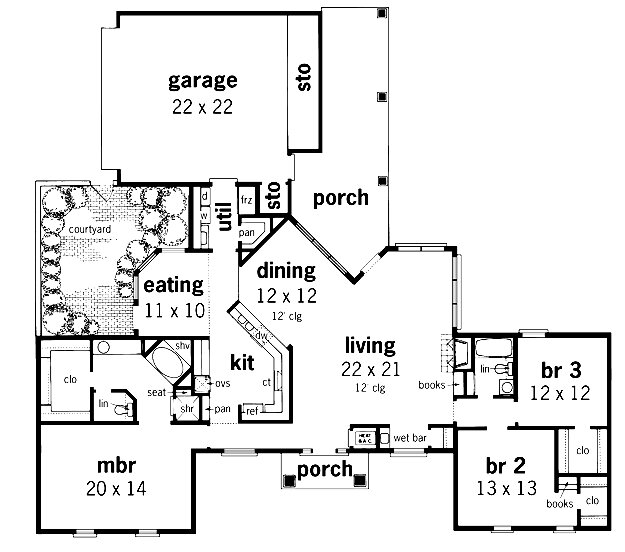 garage
22 x 22
sto
sto
porch
d
w
util
frz
pan
courtyard
eating
11 x 10
dining
12 x 12
12' clg
dw
kit
ct
ref
ovs
pan
shv
seat
shr
clo
lin
living
22 x 21
12' clg
books
lin
br 3
12 x 12
clo
mbr
20 x 14
porch
HEAT
& A.C.
wet bar
br 2
13 x 13
books
clo